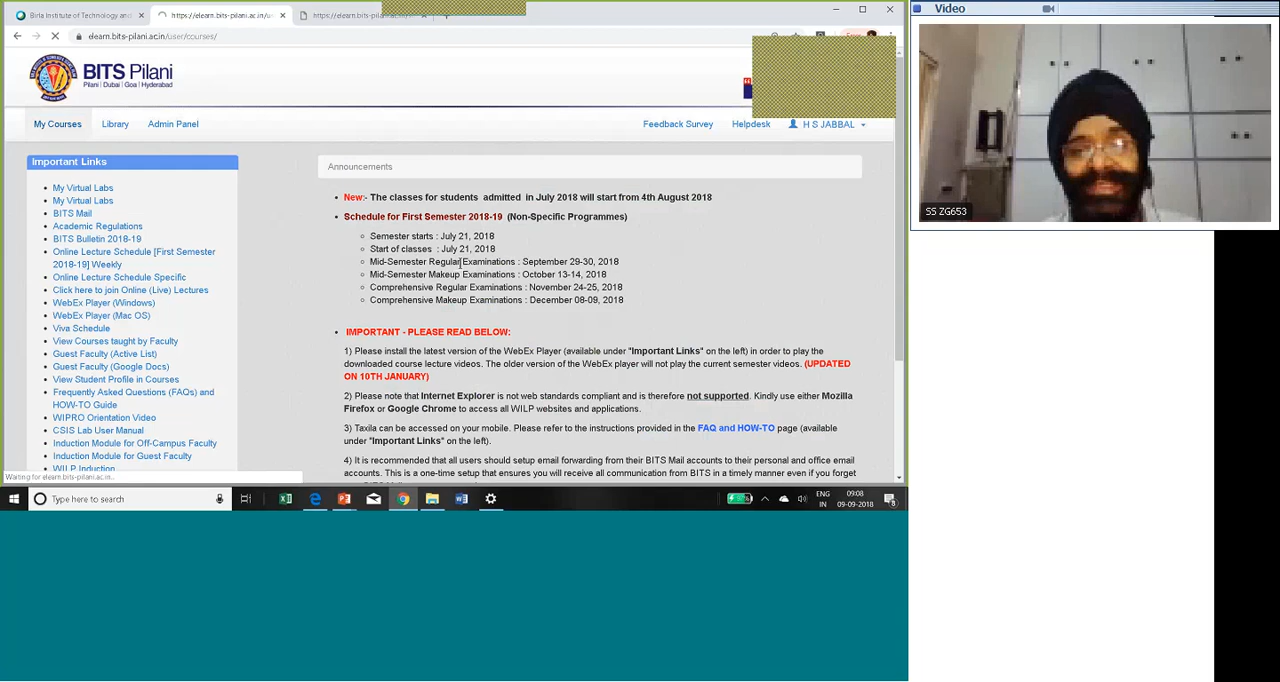 Birla Institute of Technology and
https://elearn.bits-pilani.ac.in/u
https://elearn.bits-pilani.ac.in
elearn.bits-pilani.ac.in/user/courses/
Video
SS ZG653
BITS Pilani
Pilani | Dubai | Goa | Hyderabad
My Courses
Library
Admin Panel
Feedback Survey
Helpdesk
H S JABBAL
Important Links
My Virtual Labs
My Virtual Labs
BITS Mail
Academic Regulations
BITS Bulletin 2018-19
Online Lecture Schedule [First Semester
2018-19] Weekly
Online Lecture Schedule Specific
Click here to join Online (Live) Lectures
WebEx Player (Windows)
WebEx Player (Mac OS)
Viva Schedule
View Courses taught by Faculty
Guest Faculty (Active List)
Guest Faculty (Google Docs)
View Student Profile in Courses
Frequently Asked Questions (FAQs) and
HOW-TO Guide
WIPRO Orientation Video
CSIS Lab User Manual
Induction Module for Off-Campus Faculty
Induction Module for Guest Faculty
WILP Induction
Announcements
New:- The classes for students admitted in July 2018 will start from 4th August 2018
Schedule for First Semester 2018-19 (Non-Specific Programmes)
Semester starts : July 21, 2018
Start of classes : July 21, 2018
Mid-Semester Regular Examinations : September 29-30, 2018
Mid-Semester Makeup Examinations : October 13-14, 2018
Comprehensive Regular Examinations : November 24-25, 2018
Comprehensive Makeup Examinations : December 08-09, 2018
IMPORTANT - PLEASE READ BELOW:
1) Please install the latest version of the WebEx Player (available under "Important Links" on the left) in order to play the
downloaded course lecture videos. The older version of the WebEx player will not play the current semester videos. (UPDATED
ON 10TH JANUARY)
2) Please note that Internet Explorer is not web standards compliant and is therefore not supported. Kindly use either Mozilla
Firefox or Google Chrome to access all WILP websites and applications.
3) Taxila can be accessed on your mobile. Please refer to the instructions provided in the FAQ and HOW-TO page (available
under "Important Links" on the left).
4) It is recommended that all users should setup email forwarding from their BITS Mail accounts to their personal and office email
accounts. This is a one-time setup that ensures you will receive all communication from BITS in a timely manner even if you forget
Waiting for elearn.bits-pilani.ac.in...
Type here to search
ENG
IN
09:08
09-09-2018